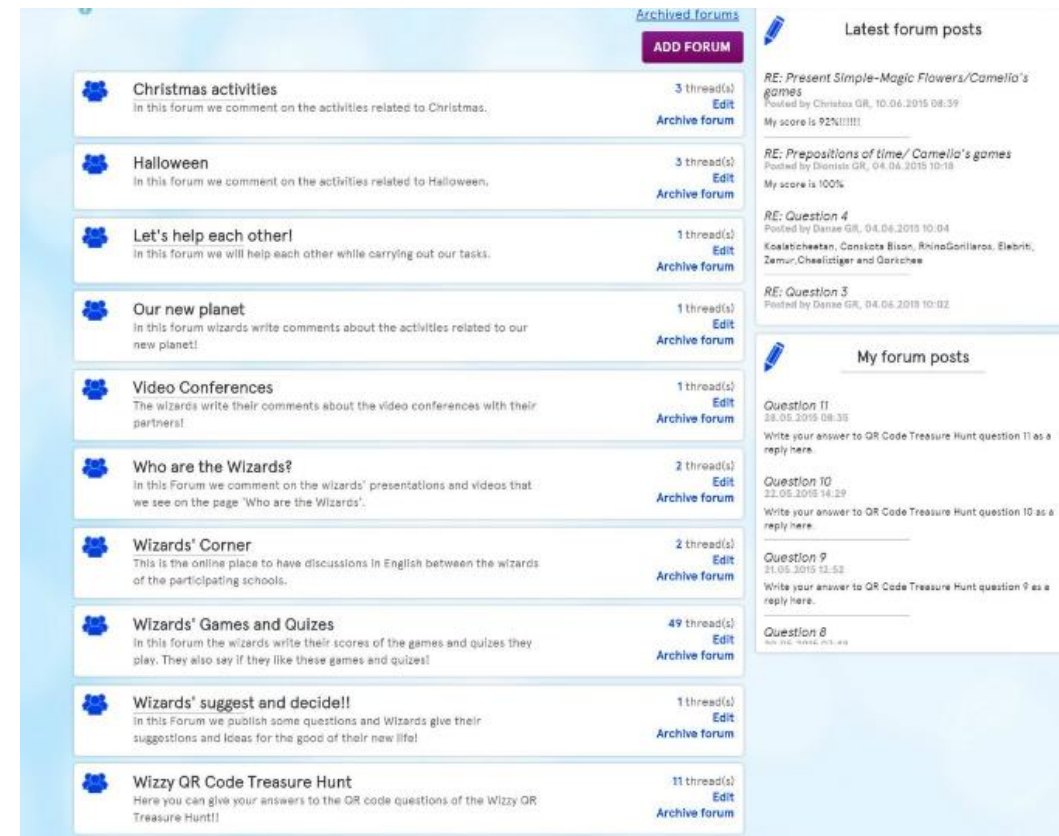 Archived forums
ADD FORUM
Christmas activities
In this forum we comment on the activities related to Christmas.
3 thread(s)
Edit
Archive forum
Halloween
In this forum we comment on the activities related to Halloween.
3 thread(s)
Edit
Archive forum
Let's help each other!
In this forum we will help each other while carrying out our tasks.
1 thread(s)
Edit
Archive forum
Our new planet
In this forum wizards write comments about the activities related to our
new planet!
1 thread(s)
Edit
Archive forum
Video Conferences
The wizards write their comments about the video conferences with their
partners!
1 thread(s)
Edit
Archive forum
Who are the Wizards?
In this Forum we comment on the wizards' presentations and videos that
we see on the page 'Who are the Wizards'.
2 thread(s)
Edit
Archive forum
Wizards' Corner
This is the online place to have discussions in English between the wizards
of the participating schools.
2 thread(s)
Edit
Archive forum
Wizards' Games and Quizes
In this forum the wizards write their scores of the games and quizes they
play. They also say if they like these games and quizes!
49 thread(s)
Edit
Archive forum
Wizards' suggest and decide!!
In this Forum we publish some questions and Wizards give their
suggestions and ideas for the good of their new life!
1 thread(s)
Edit
Archive forum
Wizzy QR Code Treasure Hunt
Here you can give your answers to the QR code questions of the Wizzy QR
Treasure Hunt!!
11 thread(s)
Edit
Archive forum
Latest forum posts
RE: Present Simple-Magic Flowers/Camelia's
games
Posted by Christos GR, 10.06.2015 08:39
My score is 92%!!!!!!
RE: Prepositions of time/ Camelia's games
Posted by Dionisis GR, 04.06.2015 10:18
My score is 100%
RE: Question 4
Posted by Danae GR, 04.06.2015 10:04
Koalaticheetan, Conskota Bison, RhinoGorillaros, Elebriti,
Zemur,Cheeliztiger and
RE: Question 3
Posted by Danae GR, 04.06.2015 10:02
My forum posts
Question 11
28.05.2015 08:35
Write your answer to QR Code Treasure Hunt question 11 as a
reply here.
Question 10
22.05.2015 14:29
Write your answer to QR Code Treasure Hunt question 10 as a
reply here.
Question 9
21.05.2015 12:52
Write your answer to QR Code Treasure Hunt question 9 as a
reply here.
Question 8